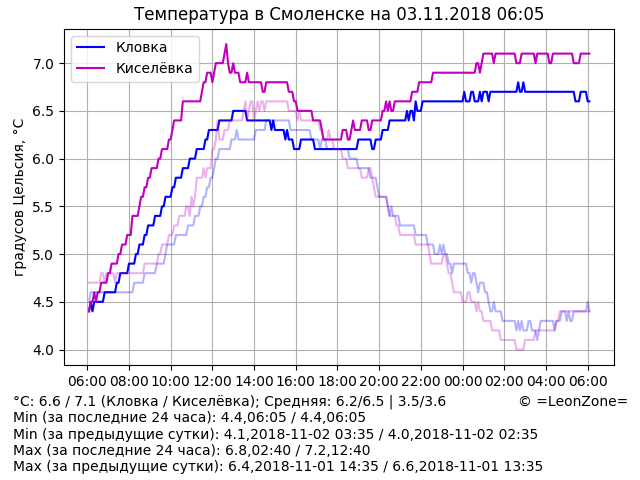 Температура в Смоленске на 03.11.2018 06:05
Кловка
Киселёвка
градусов Цельсия, °C
7.0
6.5
6.0
5.5
5.0
4.5
4.0
06:00 08:00 10:00 12:00 14:00 16:00 18:00 20:00 22:00 00:00 02:00 04:00 06:00
°C: 6.6 / 7.1 (Кловка / Киселёвка); Средняя: 6.2/6.5 | 3.5/3.6 © =LeonZone=
Min (за последние 24 часа): 4.4,06:05 / 4.4,06:05
Min (за предыдущие сутки): 4.1,2018-11-02 03:35 / 4.0,2018-11-02 02:35
Max (за последние 24 часа): 6.8,02:40 / 7.2,12:40
Max (за предыдущие сутки): 6.4,2018-11-01 14:35 / 6.6,2018-11-01 13:35